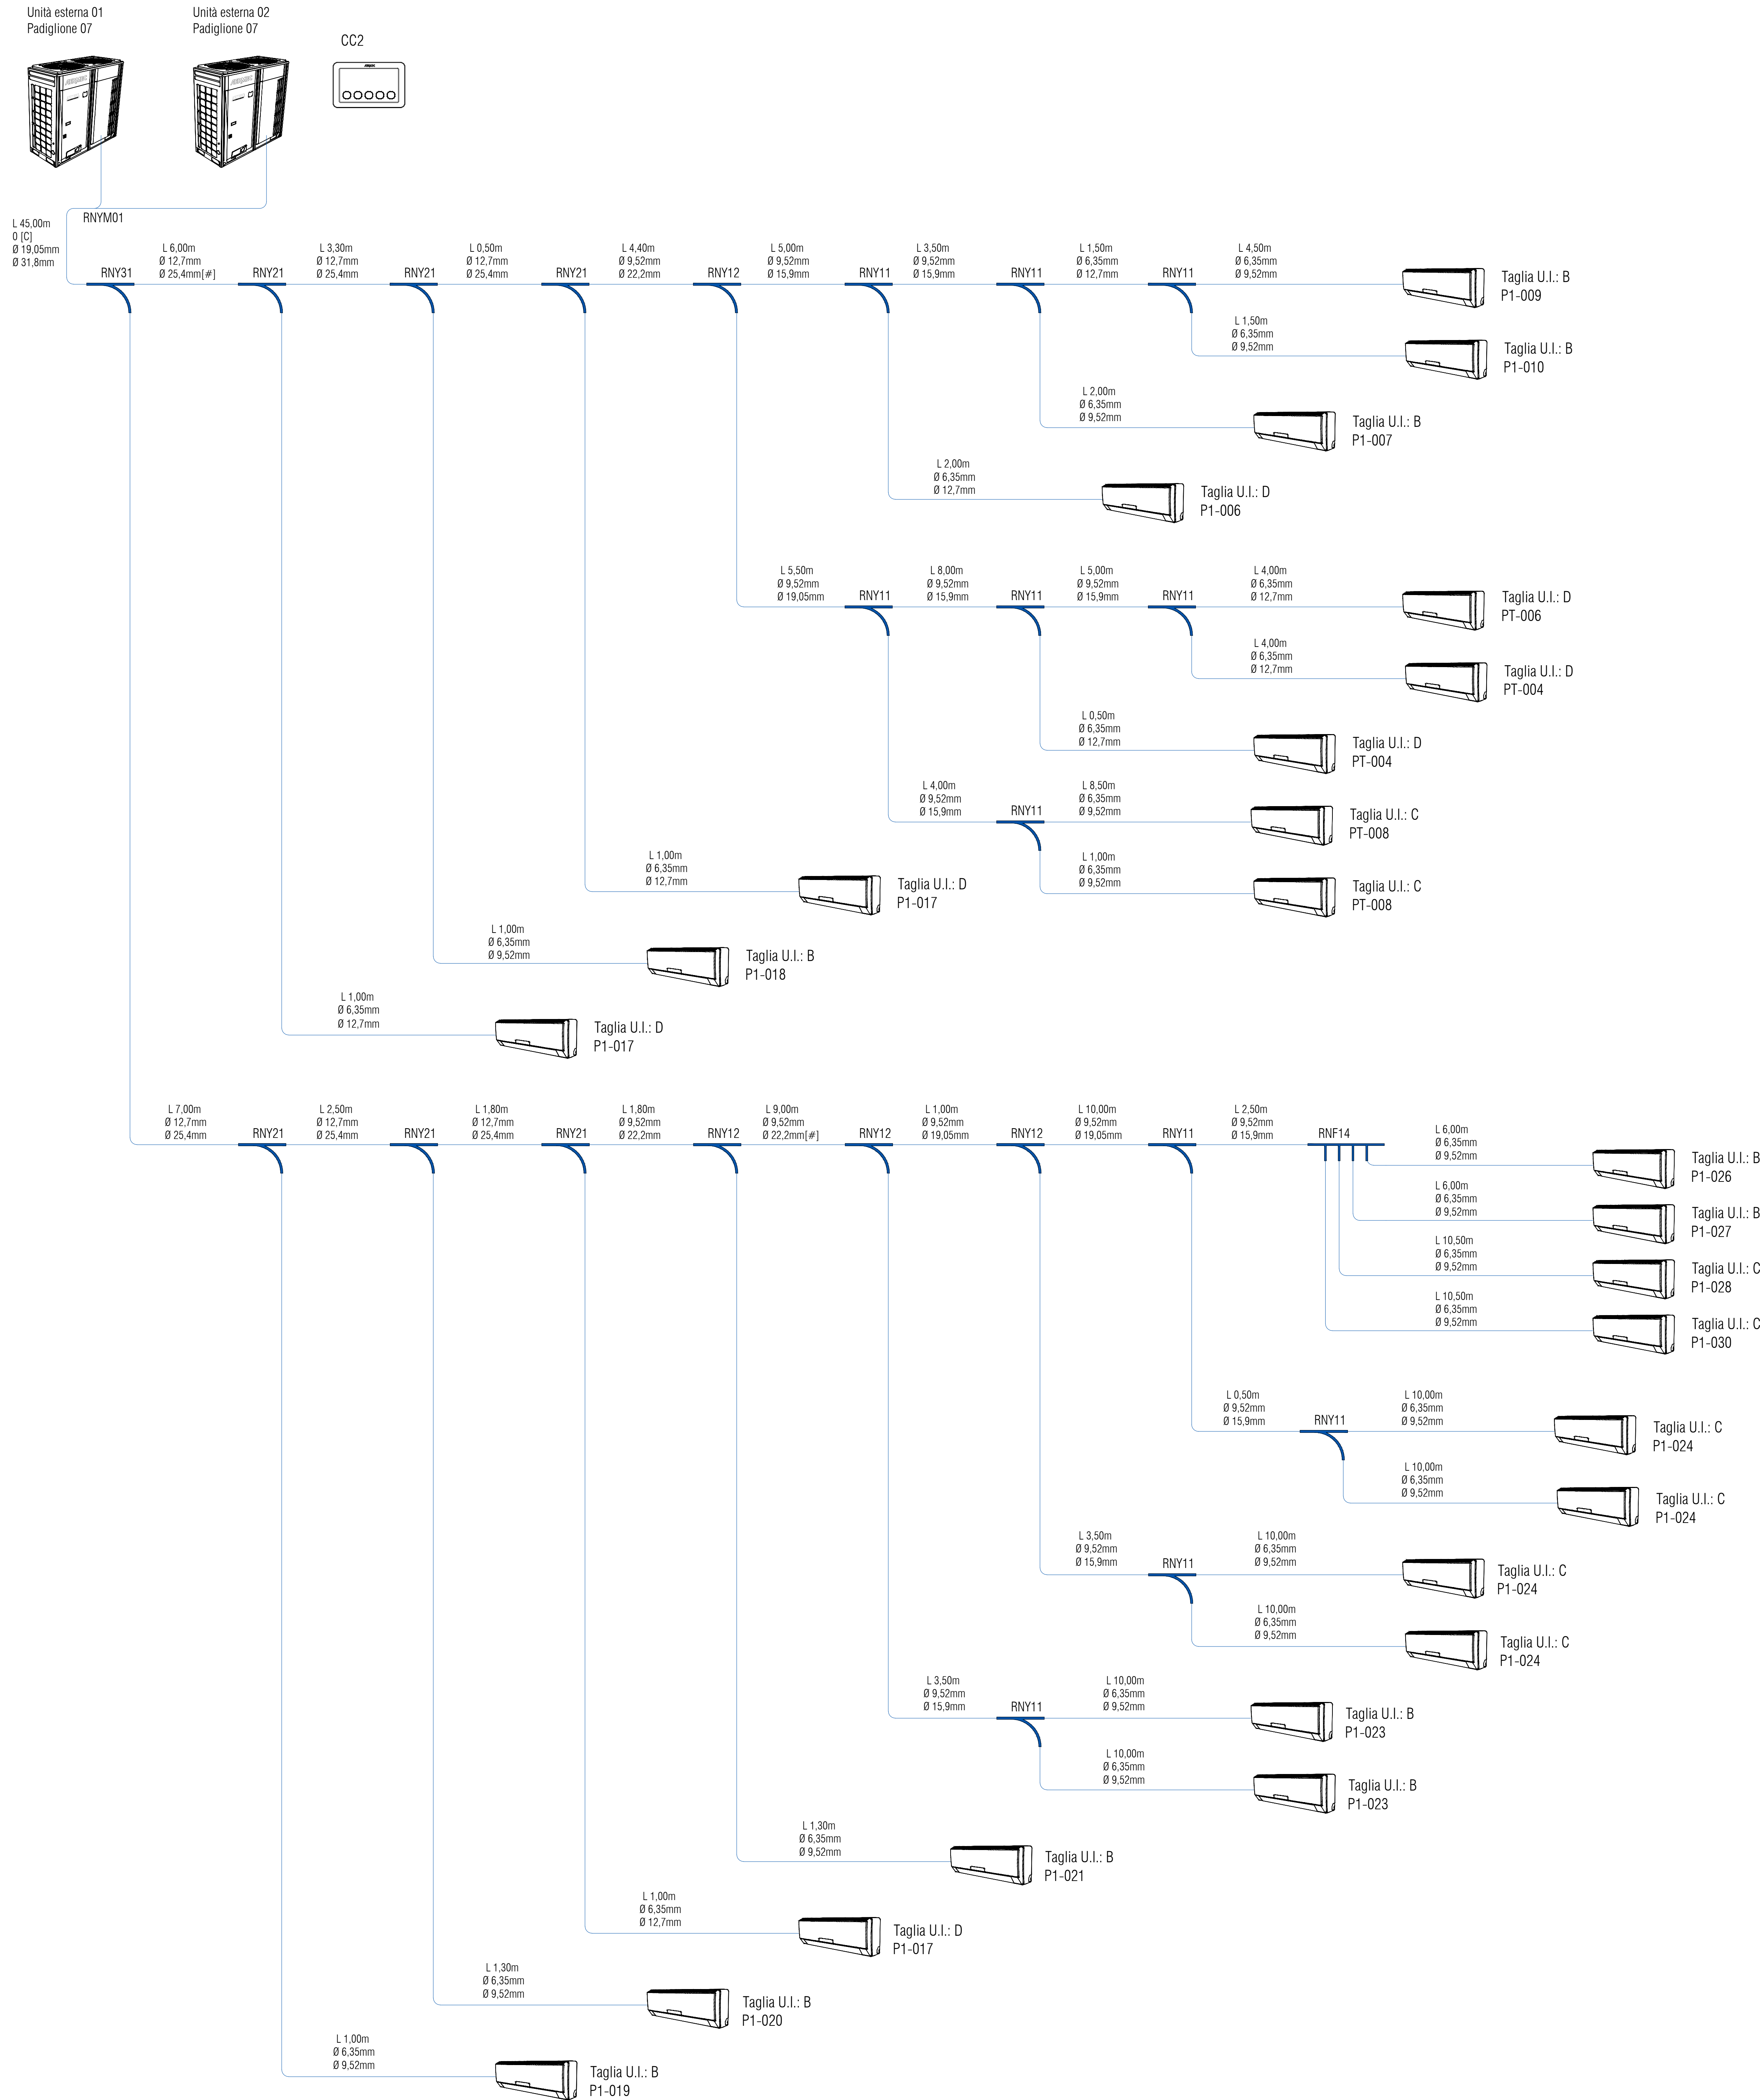 Unità esterna 01
Padiglione 07
Unità esterna 02
Padiglione 07
CC2
RNYM01
L 45,00m
0 [C]
Ø 19,05mm
Ø 31,8mm
RNY31
L 6,00m
Ø 12,7mm
Ø 25,4mm[#]
RNY21
L 3,30m
Ø 12,7mm
Ø 25,4mm
RNY21
L 0,50m
Ø 12,7mm
Ø 25,4mm
RNY21
L 4,40m
Ø 9,52mm
Ø 22,2mm
RNY12
L 5,00m
Ø 9,52mm
Ø 15,9mm
RNY11
L 3,50m
Ø 9,52mm
Ø 15,9mm
RNY11
L 1,50m
Ø 6,35mm
Ø 12,7mm
RNY11
L 4,50m
Ø 6,35mm
Ø 9,52mm
Taglia U.I.: B
P1-009
L 1,50m
Ø 6,35mm
Ø 9,52mm
Taglia U.I.: B
P1-010
L 2,00m
Ø 6,35mm
Ø 9,52mm
Taglia U.I.: B
P1-007
L 2,00m
Ø 6,35mm
Ø 12,7mm
Taglia U.I.: D
P1-006
L 5,50m
Ø 9,52mm
Ø 19,05mm
RNY11
L 8,00m
Ø 9,52mm
Ø 15,9mm
RNY11
L 5,00m
Ø 9,52mm
Ø 15,9mm
RNY11
L 4,00m
Ø 6,35mm
Ø 12,7mm
Taglia U.I.: D
PT-006
L 4,00m
Ø 6,35mm
Ø 12,7mm
Taglia U.I.: D
PT-004
L 0,50m
Ø 6,35mm
Ø 12,7mm
Taglia U.I.: D
PT-004
L 4,00m
Ø 9,52mm
Ø 15,9mm
RNY11
L 8,50m
Ø 6,35mm
Ø 9,52mm
Taglia U.I.: C
PT-008
L 1,00m
Ø 6,35mm
Ø 9,52mm
Taglia U.I.: C
PT-008
L 1,00m
Ø 6,35mm
Ø 12,7mm
Taglia U.I.: D
P1-017
L 1,00m
Ø 6,35mm
Ø 9,52mm
Taglia U.I.: B
P1-018
L 1,00m
Ø 6,35mm
Ø 12,7mm
Taglia U.I.: D
P1-017
L 7,00m
Ø 12,7mm
Ø 25,4mm
RNY21
L 2,50m
Ø 12,7mm
Ø 25,4mm
RNY21
L 1,80m
Ø 12,7mm
Ø 25,4mm
RNY21
L 1,80m
Ø 9,52mm
Ø 22,2mm
RNY12
L 9,00m
Ø 9,52mm
Ø 22,2mm[#]
RNY12
L 1,00m
Ø 9,52mm
Ø 19,05mm
RNY12
L 10,00m
Ø 9,52mm
Ø 19,05mm
RNY11
L 2,50m
Ø 9,52mm
Ø 15,9mm
RNF14
L 6,00m
Ø 6,35mm
Ø 9,52mm
Taglia U.I.: B
P1-026
L 6,00m
Ø 6,35mm
Ø 9,52mm
Taglia U.I.: B
P1-027
L 10,50m
Ø 6,35mm
Ø 9,52mm
Taglia U.I.: C
P1-028
L 10,50m
Ø 6,35mm
Ø 9,52mm
Taglia U.I.: C
P1-030
L 0,50m
Ø 9,52mm
Ø 15,9mm
RNY11
L 10,00m
Ø 6,35mm
Ø 9,52mm
Taglia U.I.: C
P1-024
L 10,00m
Ø 6,35mm
Ø 9,52mm
Taglia U.I.: C
P1-024
L 3,50m
Ø 9,52mm
Ø 15,9mm
RNY11
L 10,00m
Ø 6,35mm
Ø 9,52mm
Taglia U.I.: C
P1-024
L 10,00m
Ø 6,35mm
Ø 9,52mm
Taglia U.I.: C
P1-024
L 3,50m
Ø 9,52mm
Ø 15,9mm
RNY11
L 10,00m
Ø 6,35mm
Ø 9,52mm
Taglia U.I.: B
P1-023
L 10,00m
Ø 6,35mm
Ø 9,52mm
Taglia U.I.: B
P1-023
L 1,30m
Ø 6,35mm
Ø 9,52mm
Taglia U.I.: B
P1-021
L 1,00m
Ø 6,35mm
Ø 12,7mm
Taglia U.I.: D
P1-017
L 1,30m
Ø 6,35mm
Ø 9,52mm
Taglia U.I.: B
P1-020
L 1,00m
Ø 6,35mm
Ø 9,52mm
Taglia U.I.: B
P1-019